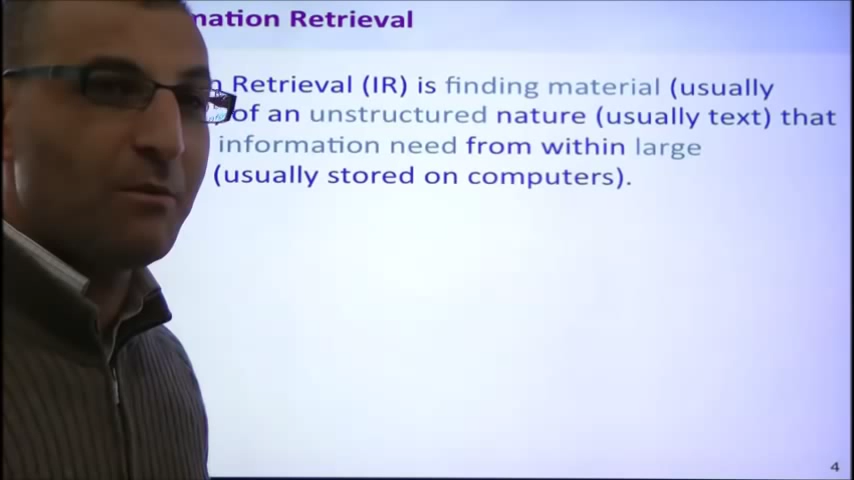 mation Retrieval
n Retrieval (IR) is finding material (usually
of an unstructured nature (usually text) that
information need from within large
(usually stored on computers).
4